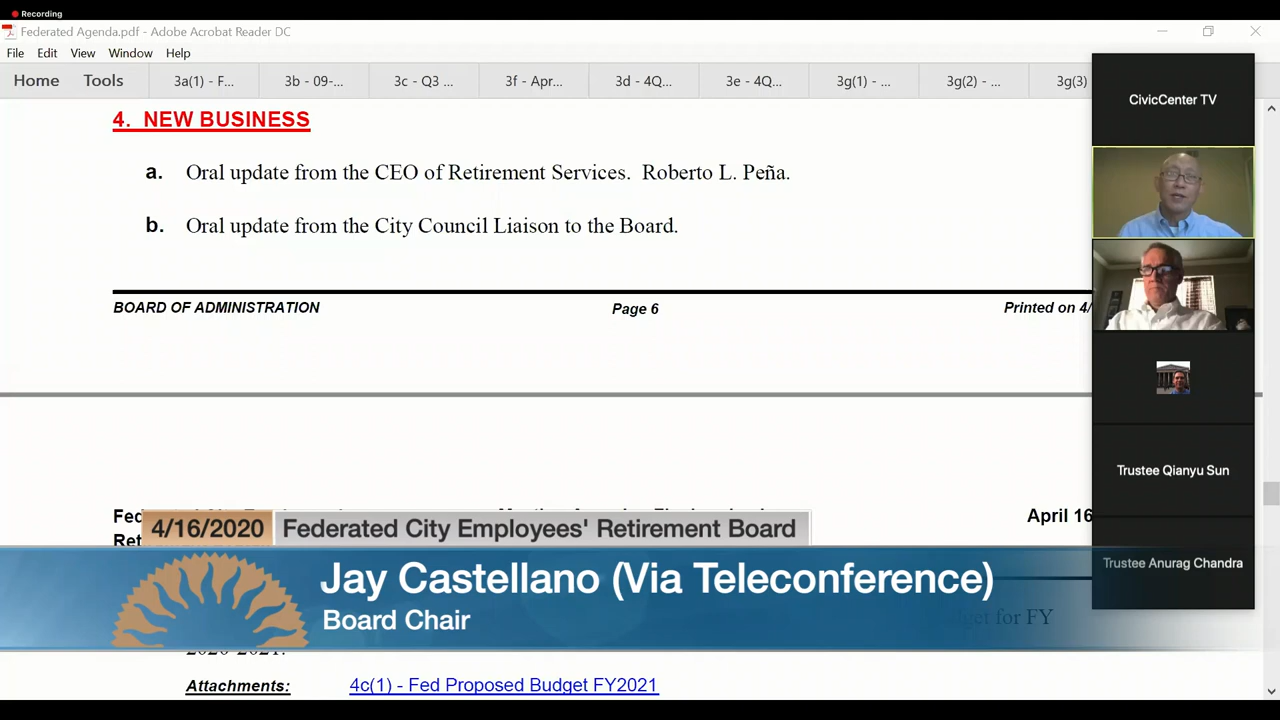 Recording
Federated Agenda.pdf - Adobe Acrobat Reader DC
File Edit View Window Help
Home Tools 3a(1) - F... 3b - 09-... 3c - Q3 ... 3f - Apr... 3d - 4Q... 3e - 4Q... 3g(1) - ... 3g(2) - ... 3g(3)
4. NEW BUSINESS
a. Oral update from the CEO of Retirement Services. Roberto L. Peña.
b. Oral update from the City Council Liaison to the Board.
BOARD OF ADMINISTRATION Page 6 Printed on 4/
CivicCenter TV
Trustee Qianyu Sun
Trustee Anurag Chandra
April 16
4/16/2020 Federated City Employees' Retirement Board
Jay Castellano (Via Teleconference)
Board Chair
for FY
2020-2021.
Attachments: 4c(1) - Fed Proposed Budget FY2021